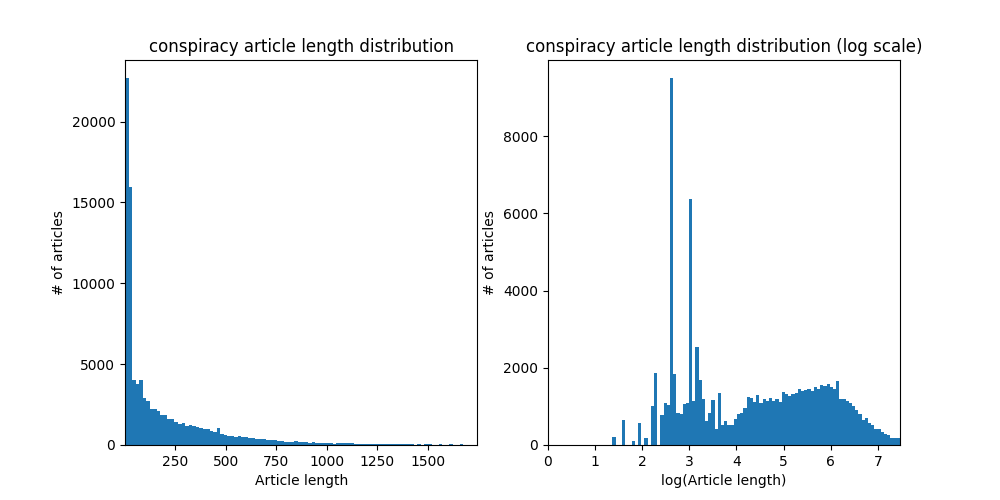 conspiracy article length distribution
# of articles
20000
15000
10000
5000
0
250 500 750 1000 1250 1500
Article length
conspiracy article length distribution (log scale)
# of articles
8000
6000
4000
2000
0
0 1 2 3 4 5 6 7
log(Article length)